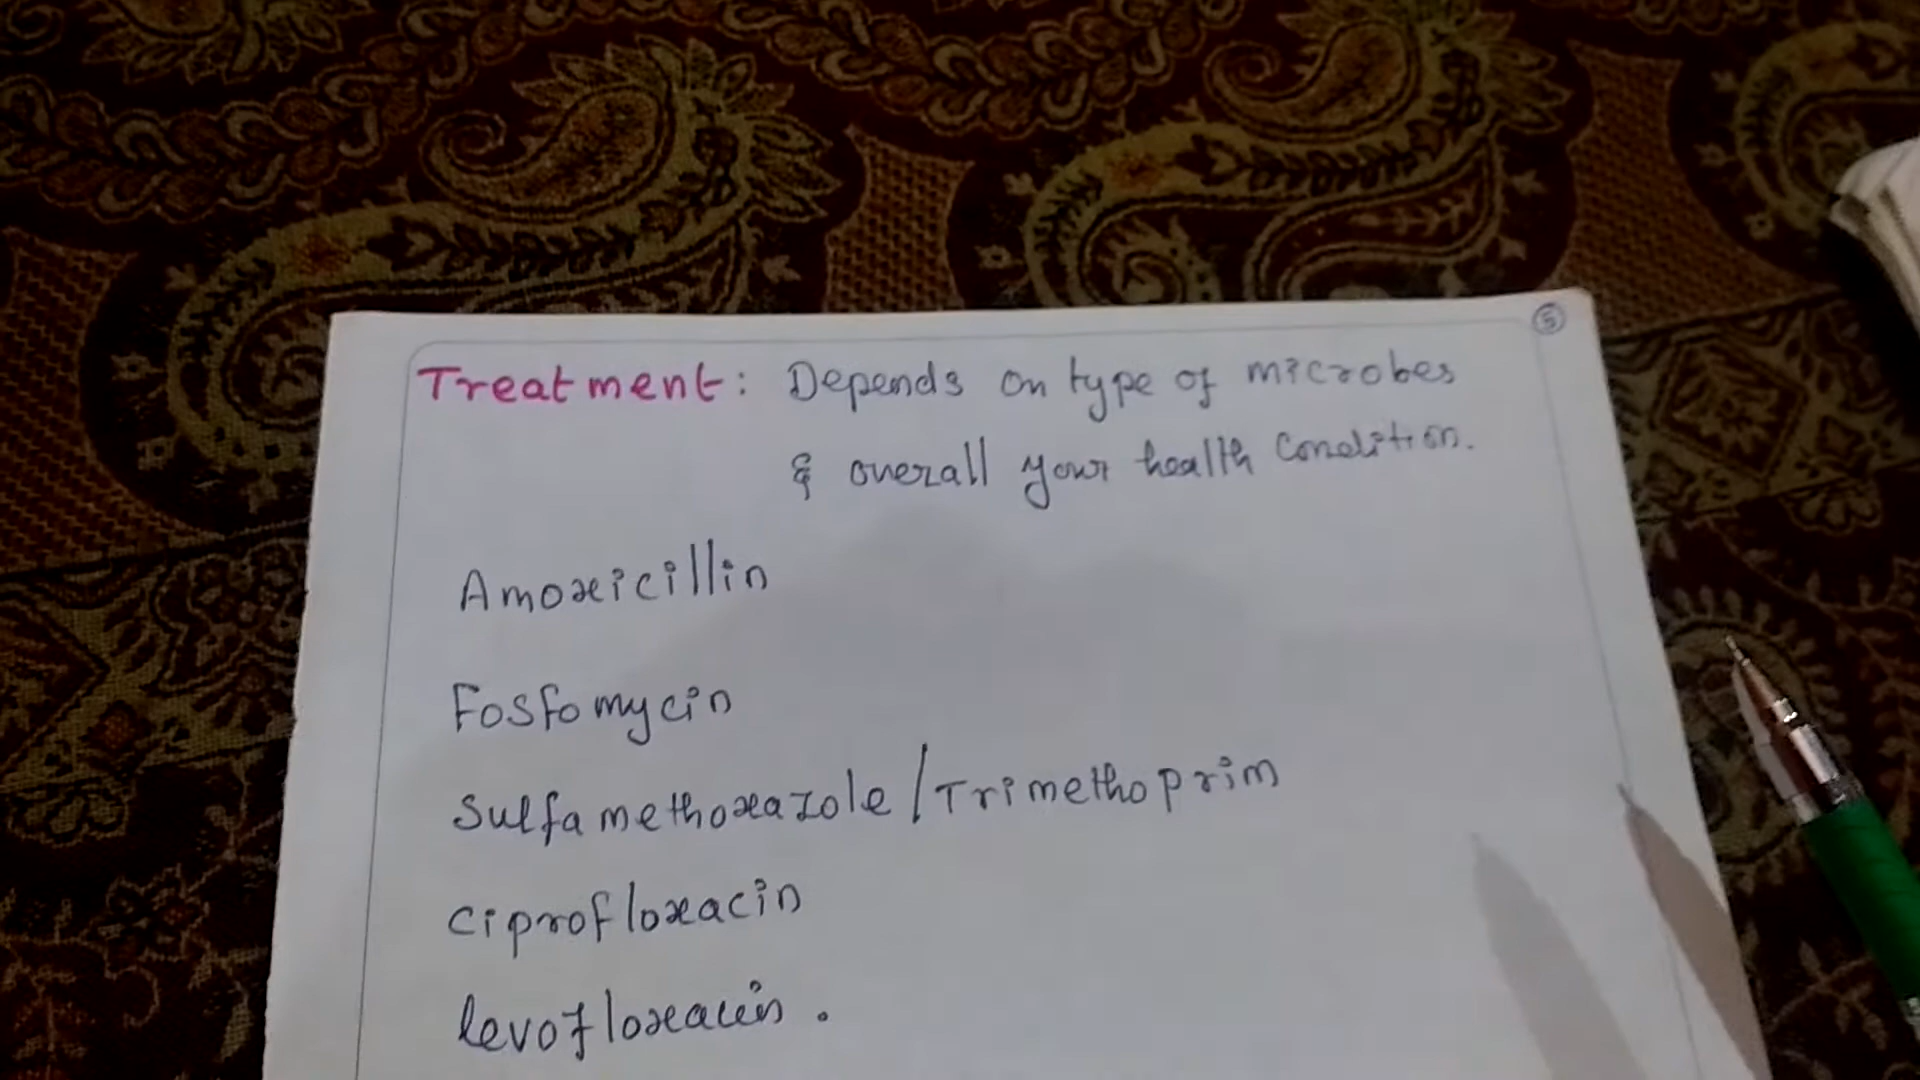 5
Treatment: Depends on type of microbes
& overall your health condition.
Amoxicillin
Fosfomycin
Sulfamethoxazole/Trimethoprim
ciprofloxacin
levofloxacin.